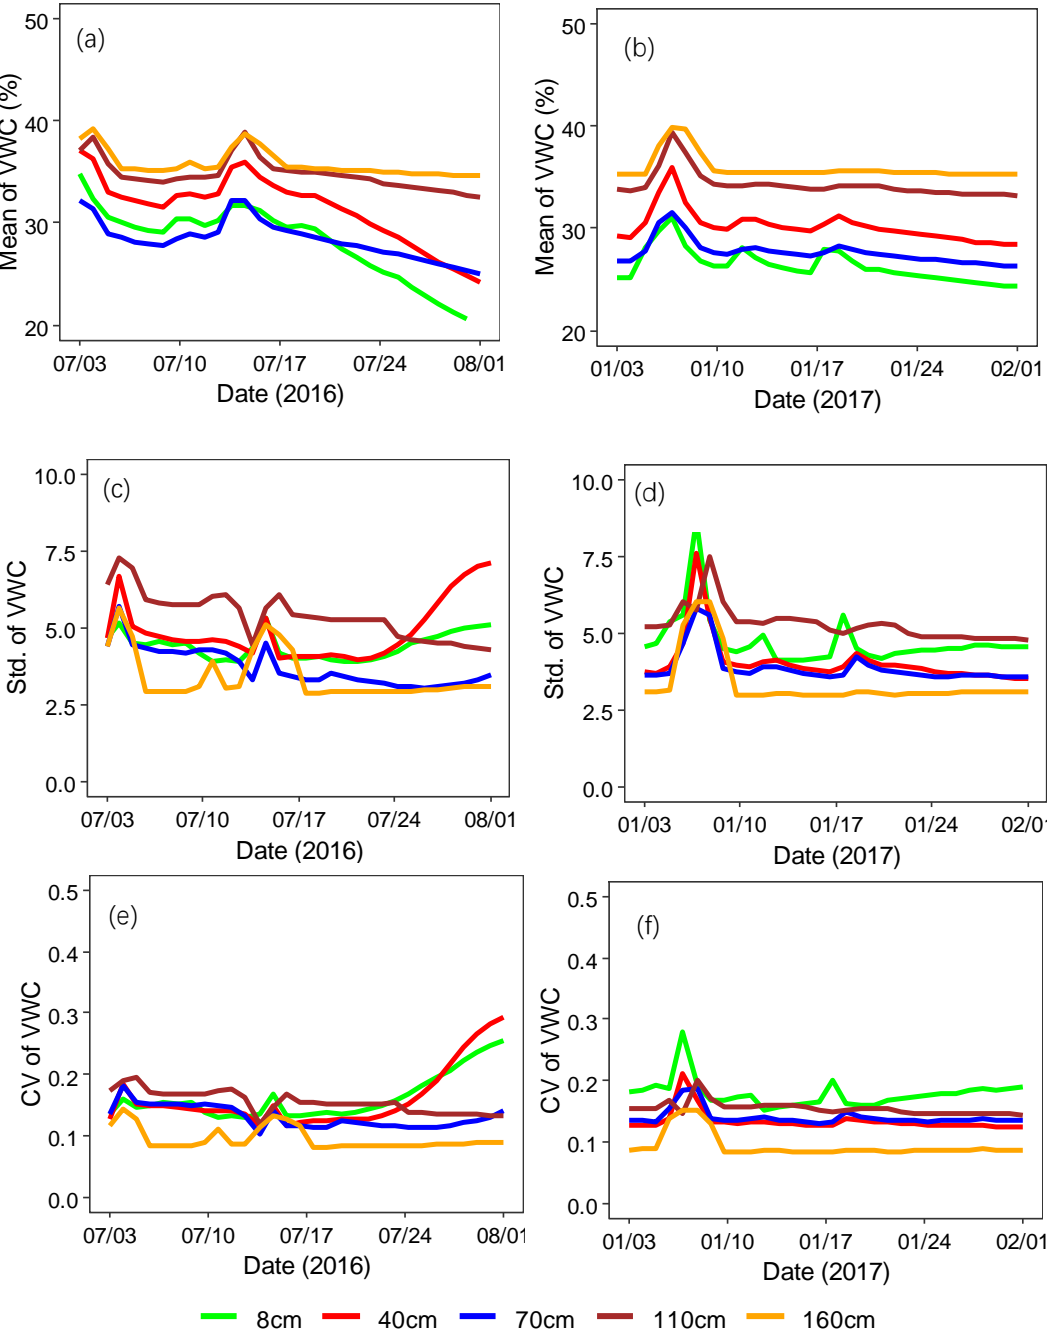 (a)
Mean of VWC (%)
50
40
30
20
07/03 07/10 07/17 07/24 08/01
Date (2016)
(b)
Mean of VWC (%)
50
40
30
20
01/03 01/10 01/17 01/24 02/01
Date (2017)
(c)
Std. of VWC
10.0
7.5
5.0
2.5
0.0
07/03 07/10 07/17 07/24 08/01
Date (2016)
(d)
Std. of VWC
10.0
7.5
5.0
2.5
0.0
01/03 01/10 01/17 01/24 02/01
Date (2017)
(e)
CV of VWC
0.5
0.4
0.3
0.2
0.1
0.0
07/03 07/10 07/17 07/24 08/01
Date (2016)
(f)
CV of VWC
0.5
0.4
0.3
0.2
0.1
0.0
01/03 01/10 01/17 01/24 02/01
Date (2017)
8cm 40cm 70cm 110cm 160cm